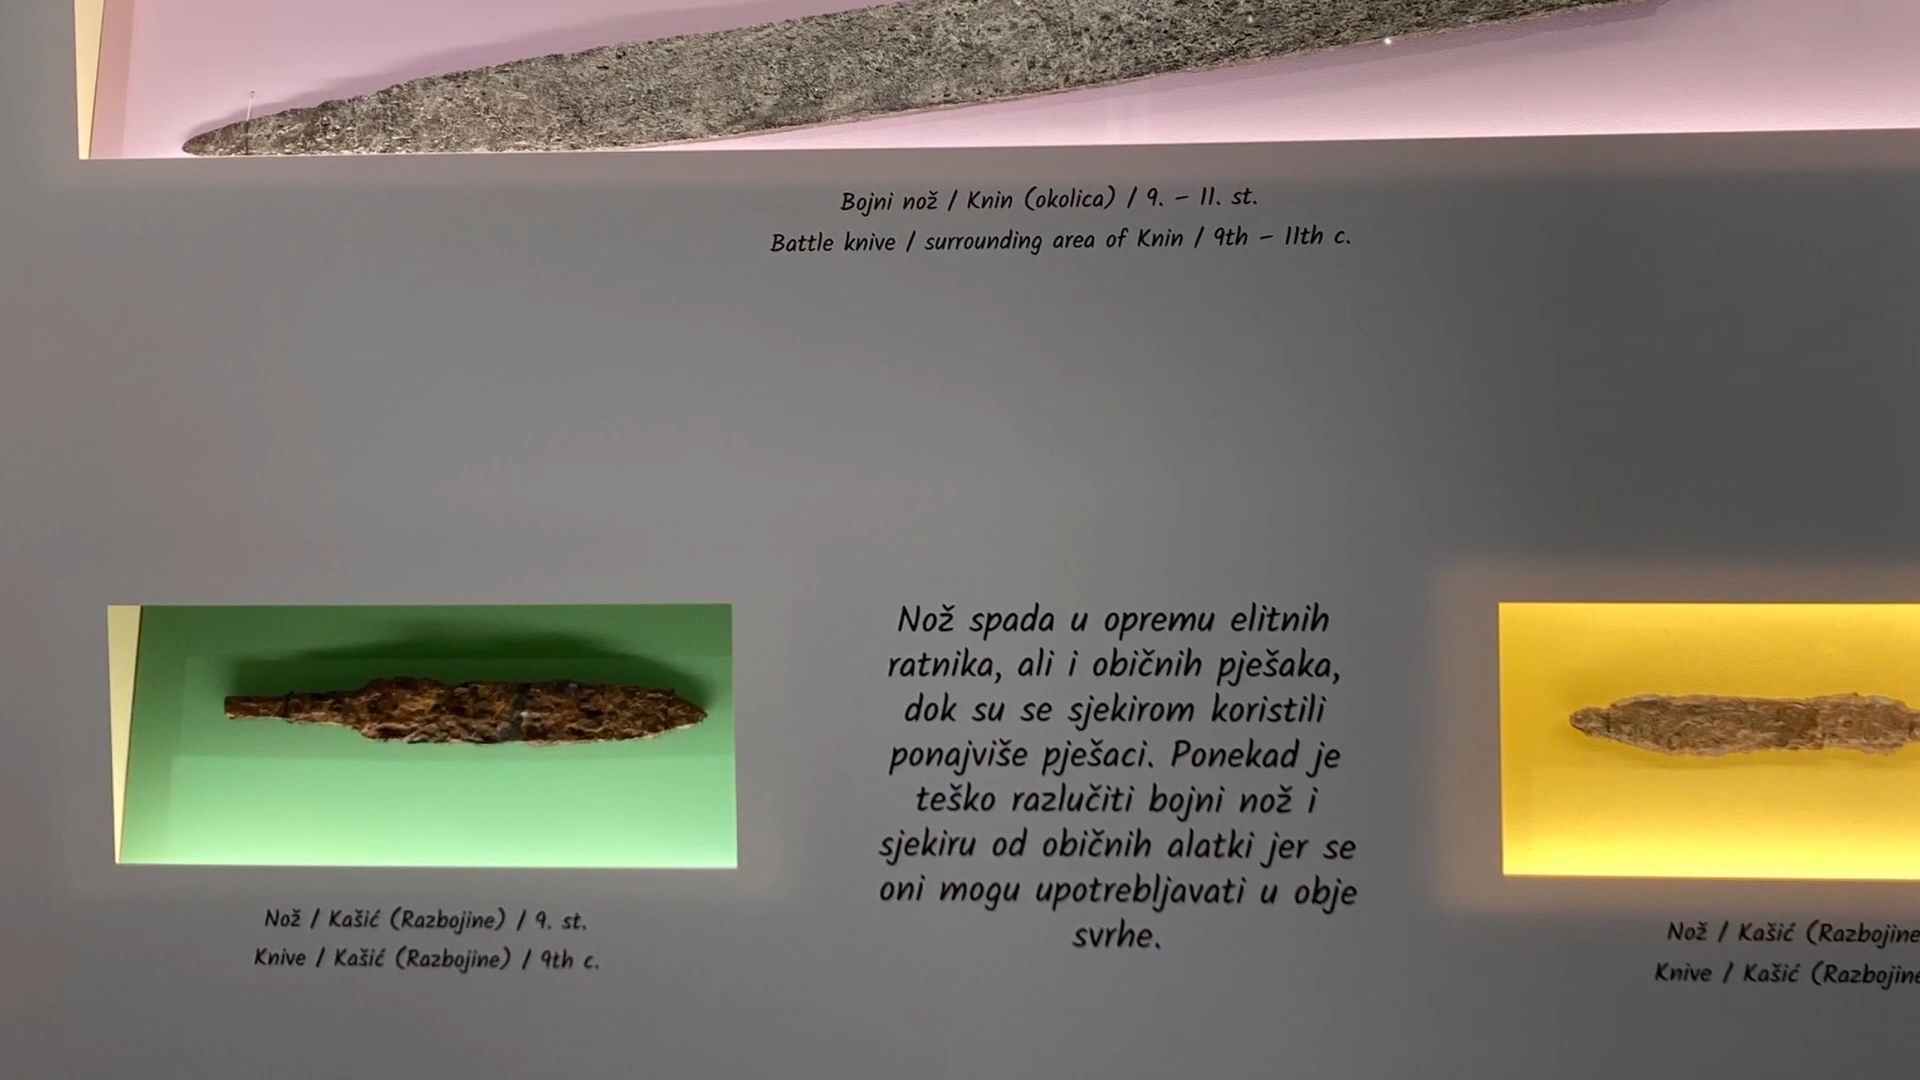 Bojni nož / Knin (okolica) / 9. – 11. st.
Battle knive / surrounding area of Knin / 9th – 11th c.
Nož spada u opremu elitnih
ratnika, ali i običnih pješaka,
dok su se sjekirom koristili
ponajviše pješaci. Ponekad je
teško razlučiti bojni nož i
sjekiru od običnih alatki jer se
oni mogu upotrebljavati u obje
svrhe.
Nož / Kašić (Razbojine) / 9. st.
Knive / Kašić (Razbojine) / 9th c.
Nož / Kašić (Razbojine
Knive / Kašić (Razbojine